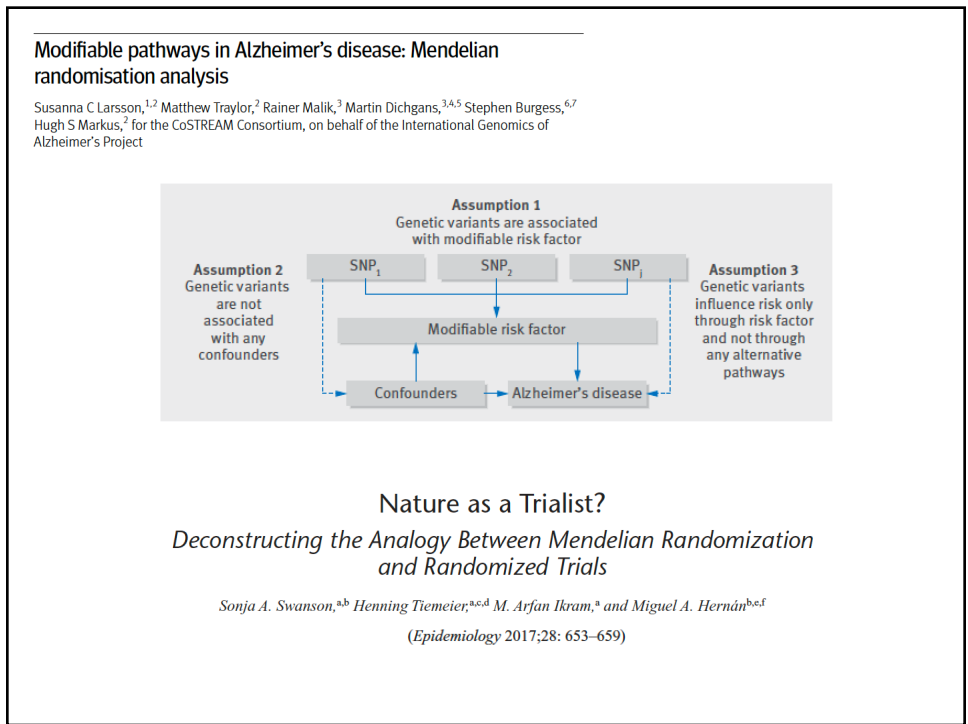 Modifiable pathways in Alzheimer's disease: Mendelian
randomisation analysis
Susanna C Larsson,1,2 Matthew Traylor,2 Rainer Malik,3 Martin Dichgans,3,4,5 Stephen Burgess,6,7
Hugh S Markus,2 for the CoSTREAM Consortium, on behalf of the International Genomics of
Alzheimer's Project
Assumption 1
Genetic variants are associated
with modifiable risk factor
Assumption 2
Genetic variants
are not
associated
with any
confounders
SNP1
SNP2
SNPj
Assumption 3
Genetic variants
influence risk only
through risk factor
and not through
any alternative
pathways
Modifiable risk factor
Confounders
Alzheimer's disease
Nature as a Trialist?
Deconstructing the Analogy Between Mendelian Randomization
and Randomized Trials
Sonja A. Swanson,a,b Henning Tiemeier,a,c,d M. Arfan Ikram,a and Miguel A. Hernánb,e,f
(Epidemiology 2017;28: 653–659)